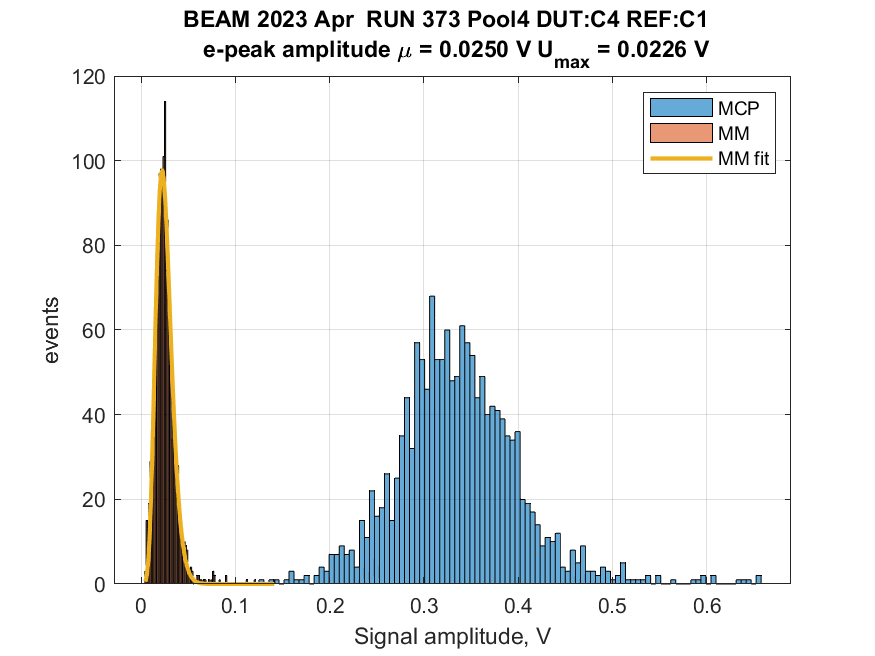 BEAM 2023 Apr  RUN 373 Pool4 DUT:C4 REF:C1
e-peak amplitude μ = 0.0250 V U_max = 0.0226 V
MCP
MM
MM fit
120
100
80
60
40
20
0
events
0 0.1 0.2 0.3 0.4 0.5 0.6
Signal amplitude, V